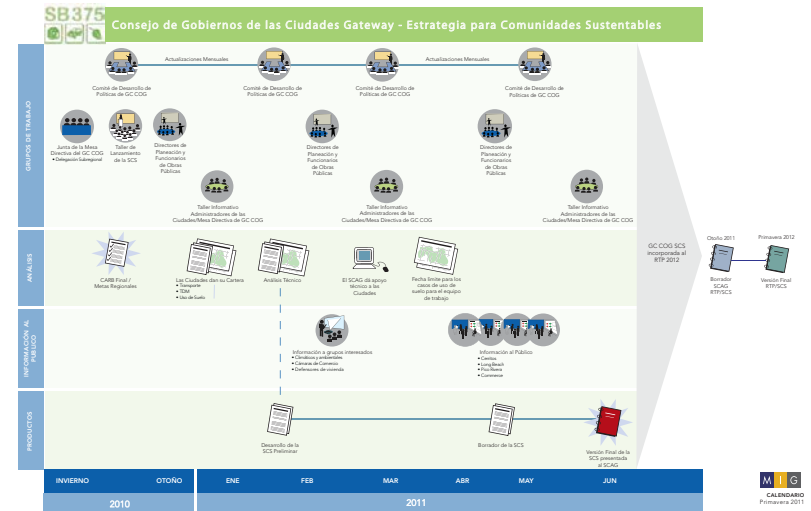 SB375
Consejo de Gobiernos de las Ciudades Gateway - Estrategia para Comunidades Sustentables
GRUPOS DE TRABAJO
Actualizaciones Mensuales
Actualizaciones Mensuales
Comité de Desarrollo de
Políticas de GC COG
Comité de Desarrollo de
Políticas de GC COG
Comité de Desarrollo de
Políticas de GC COG
Comité de Desarrollo de
Políticas de GC COG
Junta de la Mesa
Directiva del GC COG
• Delegación Subregional
Taller de
Lanzamiento
de la SCS
Directores de
Planeación y
Funcionarios
de Obras
Públicas
Directores de
Planeación y
Funcionarios
de Obras
Públicas
Directores de
Planeación y
Funcionarios
de Obras
Públicas
Taller Informativo
Administradores de las
Ciudades/Mesa Directiva de GC COG
Taller Informativo
Administradores de las
Ciudades/Mesa Directiva de GC COG
Taller Informativo
Administradores de las
Ciudades/Mesa Directiva de GC COG
ANÁLISIS
CARB Final /
Metas Regionales
Las Ciudades dan su Cartera
• Transporte
• TDM
• Uso de Suelo
Análisis Técnico
El SCAG dá apoyo
técnico a las
Ciudades
Fecha límite para los
casos de uso de
suelo para el equipo
de trabajo
GC COG SCS
incorporada al
RTP 2012
Otoño 2011
Borrador
SCAG
RTP/SCS
Primavera 2012
Versión Final
RTP/SCS
INFORMACIÓN AL
PÚBLICO
Información a grupos interesados
• Climáticos y ambientales
• Cámaras de Comercio
• Defensores de vivienda
Información al Público
• Cerritos
• Long Beach
• Pico Rivera
• Commerce
PRODUCTOS
Desarrollo de la
SCS Preliminar
Borrador de la SCS
Versión Final de la
SCS presentada
al SCAG
INVIERNO
OTOÑO
ENE
FEB
MAR
ABR
MAY
JUN
2010
2011
MIG
CALENDARIO
Primavera 2011